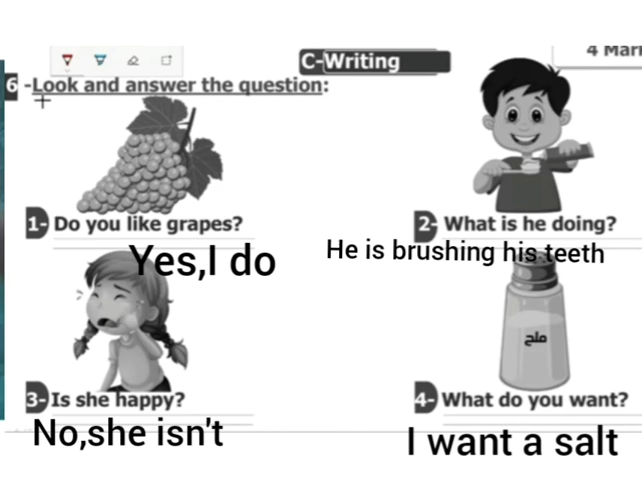 C-Writing
4 Mar
6 -Look and answer the question:
1- Do you like grapes?
Yes,I do
2- What is he doing?
He is brushing his teeth
ملح
3- Is she happy?
No,she isn't
4- What do you want?
I want a salt